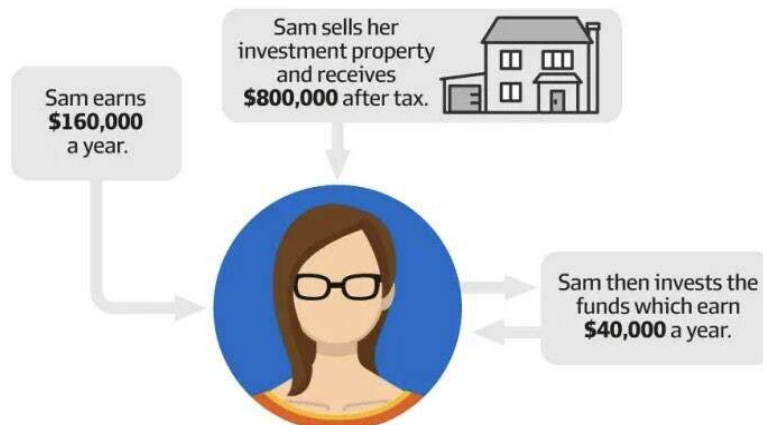 Sam sells her
investment property
and receives
$800,000 after tax.
Sam earns
$160,000
a year.
Sam then invests the
funds which earn
$40,000 a year.